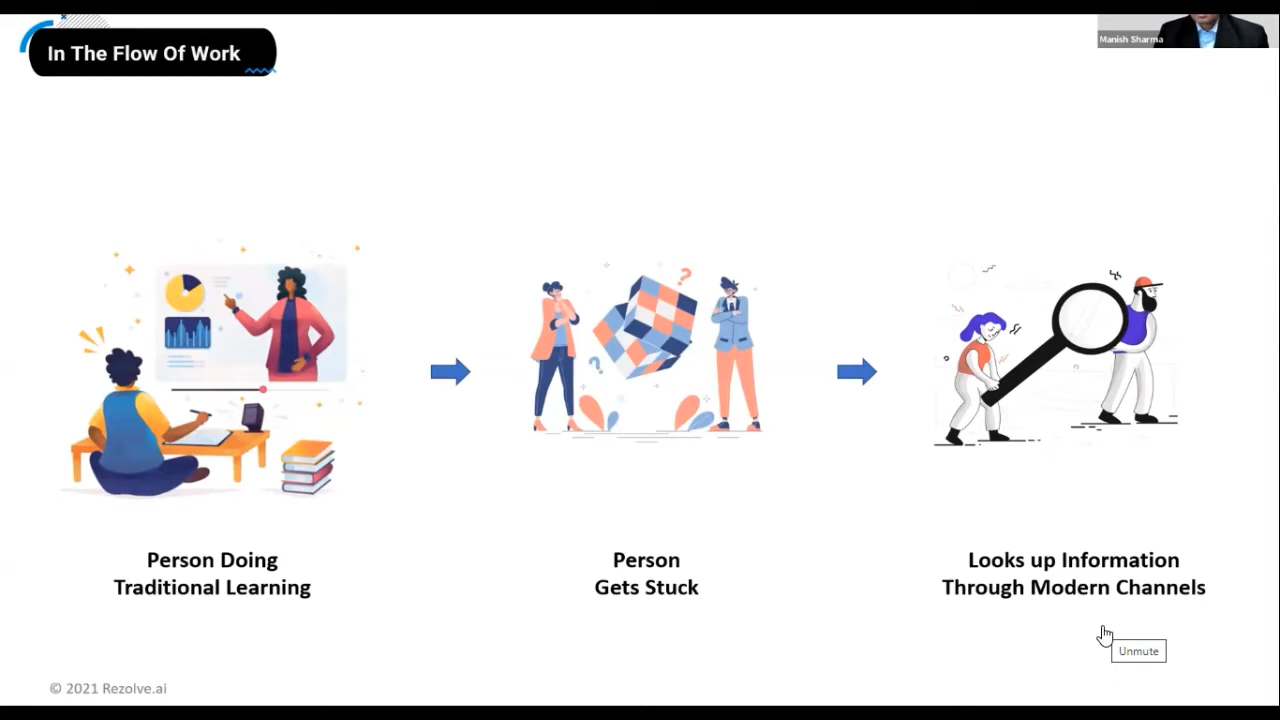 In The Flow Of Work
Manish Sharma
?
?
Person Doing
Traditional Learning
Person
Gets Stuck
Looks up Information
Through Modern Channels
Unmute
© 2021 Rezolve.ai